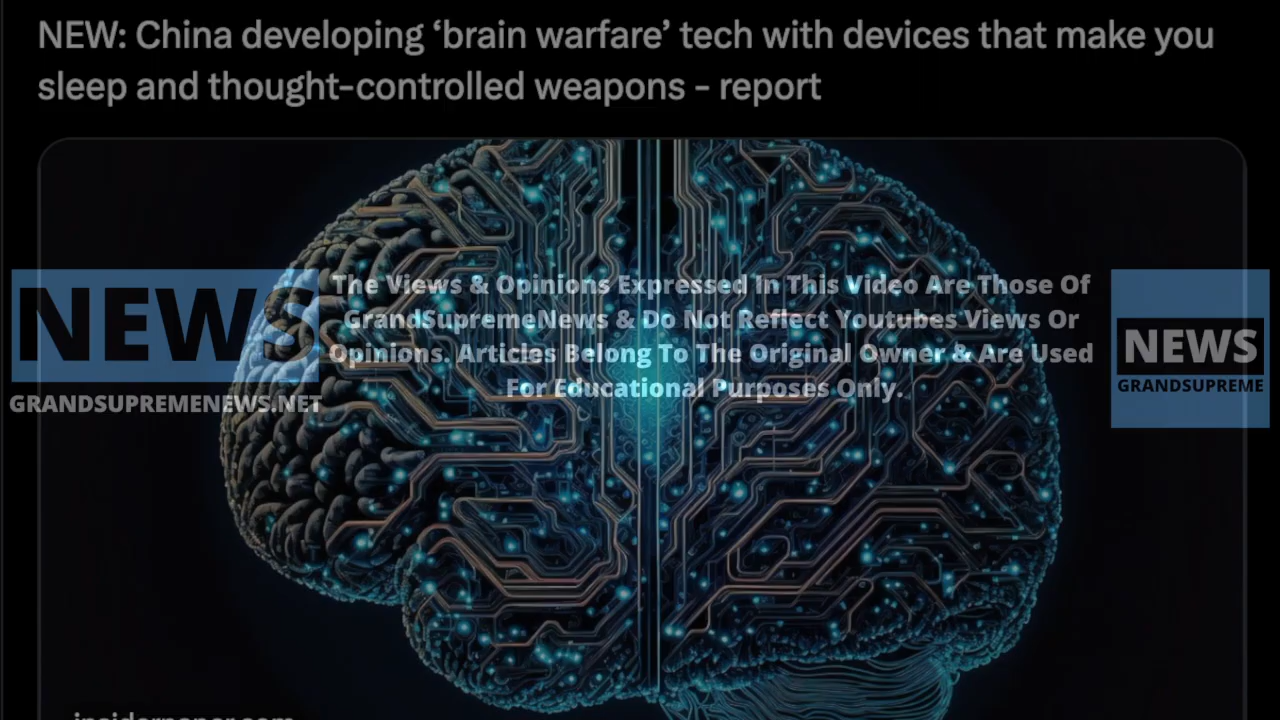 NEW: China developing ‘brain warfare’ tech with devices that make you
sleep and thought-controlled weapons - report
NEWS
GRANDSUPREMENEWS.NET
The Views & Opinions Expressed In This Video Are Those Of
GrandSupremeNews & Do Not Reflect Youtubes Views Or
Opinions. Articles Belong To The Original Owner & Are Used
For Educational Purposes Only.
NEWS
GRANDSUPREME
insiderpaper.com